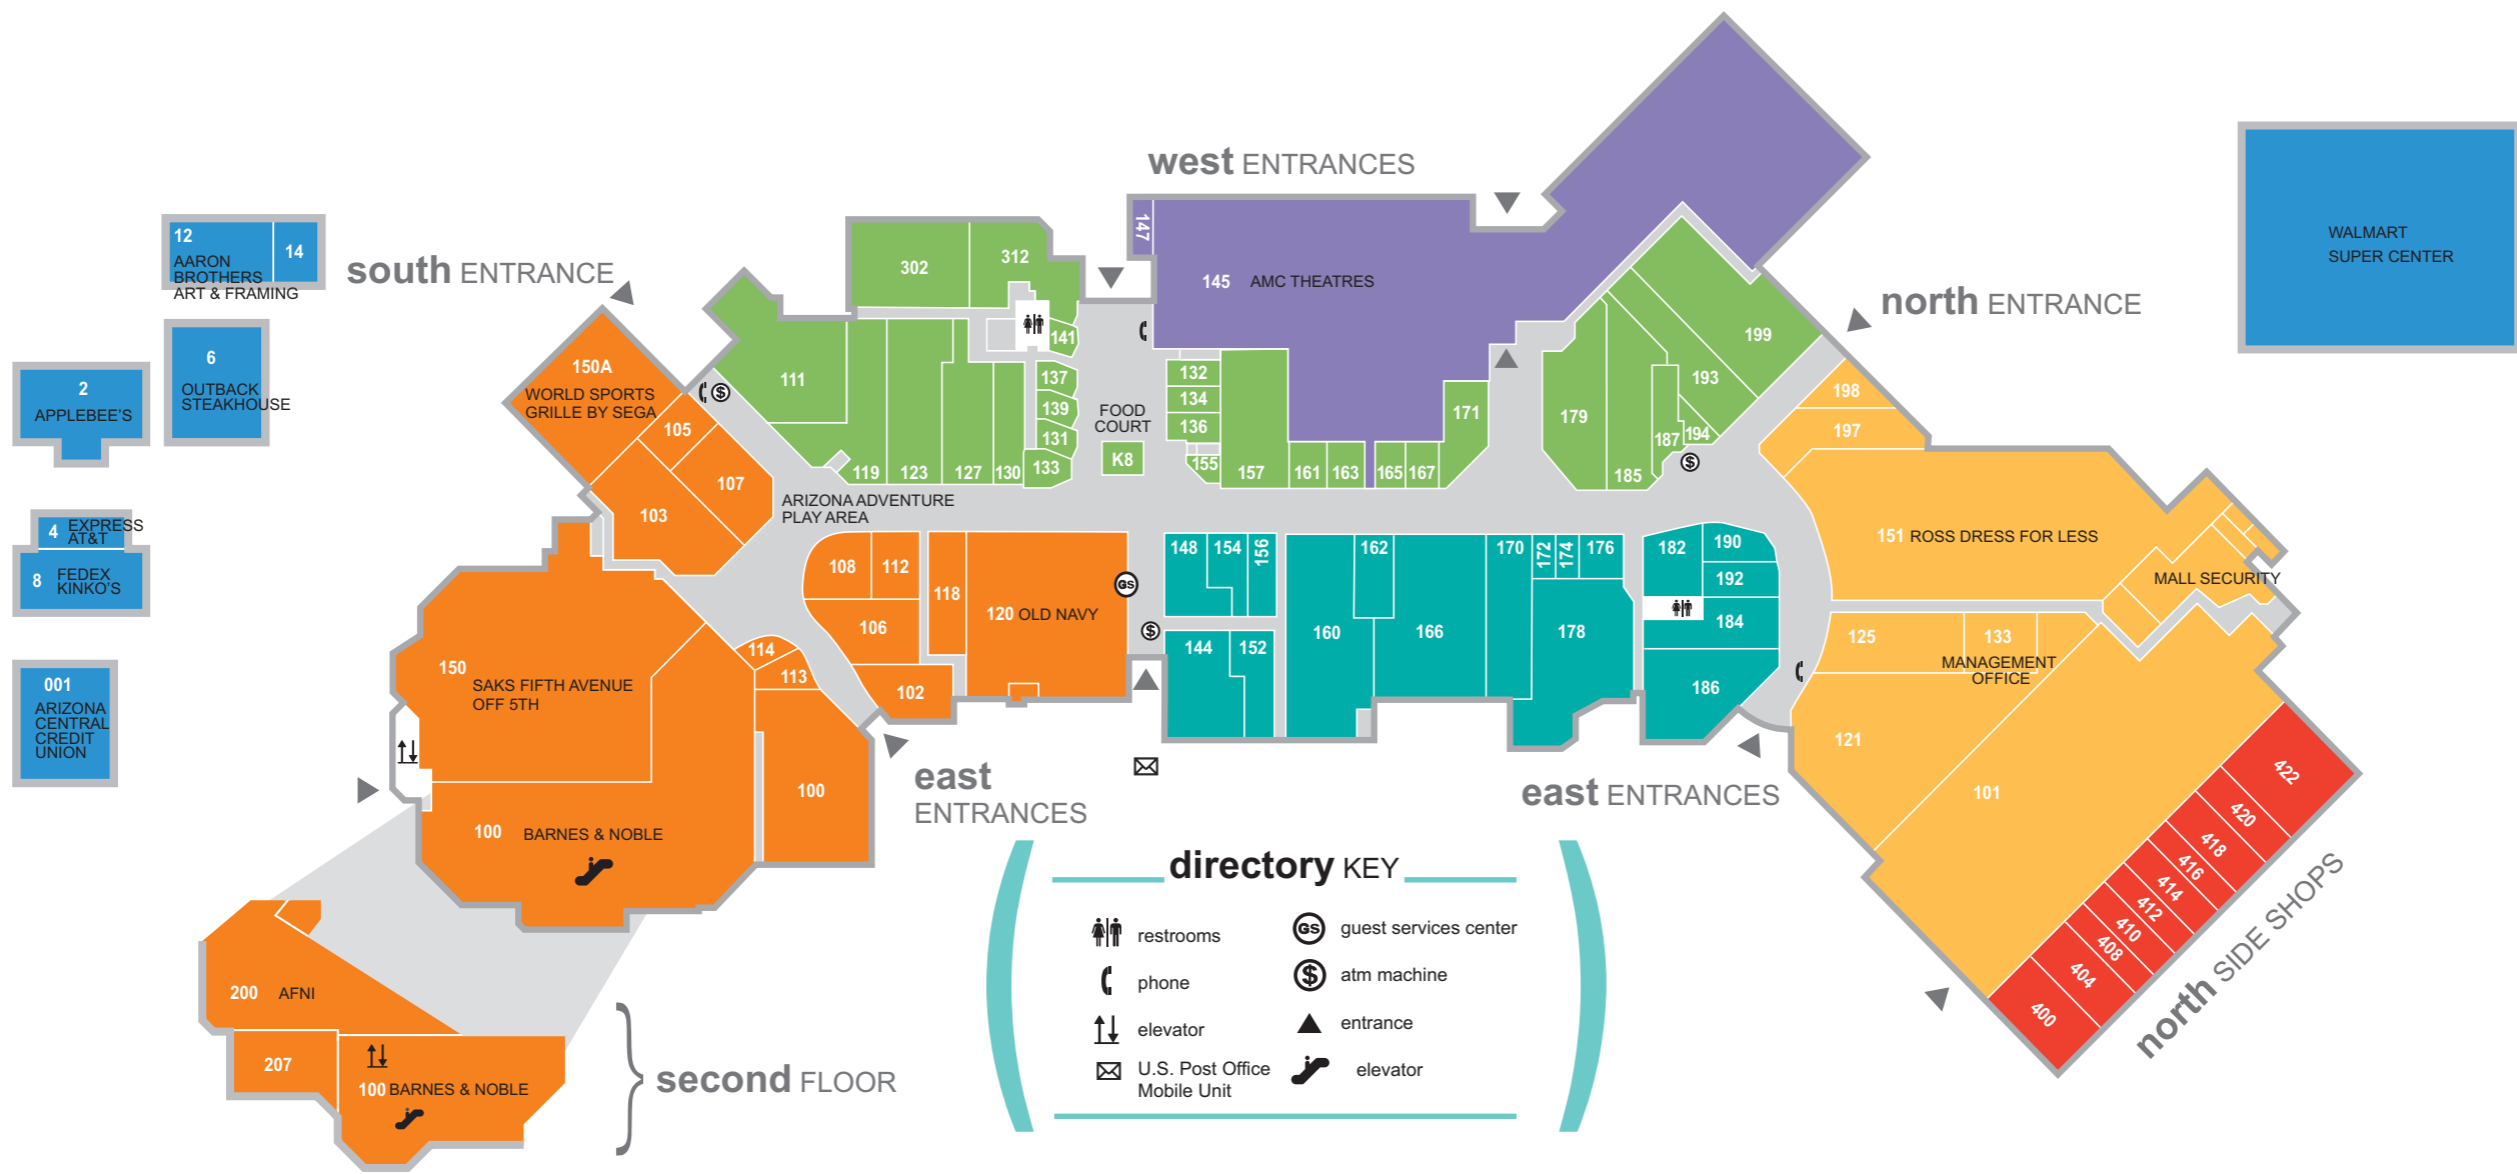 west ENTRANCES
south ENTRANCE
north ENTRANCE
12
AARON
BROTHERS
ART & FRAMING
14
6
OUTBACK
STEAKHOUSE
2
APPLEBEE'S
4
EXPRESS
AT&T
8
FEDEX
KINKO'S
001
ARIZONA
CENTRAL
CREDIT
UNION
WALMART
SUPER CENTER
302
312
147
145 AMC THEATRES
141
111
119
123
127
130
137
139
131
133
FOOD
COURT
K8
132
134
136
155
157
161
163
165
167
171
179
185
187
193
194
199
150A
WORLD SPORTS
GRILLE BY SEGA
105
107
103
ARIZONA ADVENTURE
PLAY AREA
108
112
118
106
102
120 OLD NAVY
GS
$
114
113
150
SAKS FIFTH AVENUE
OFF 5TH
100
BARNES & NOBLE
100
148
154
156
144
152
160
162
166
170
172
174
176
178
182
190
192
184
186
198
197
151 ROSS DRESS FOR LESS
MALL SECURITY
125
133
MANAGEMENT
OFFICE
121
101
422
420
418
416
414
412
410
408
404
400
north SIDE SHOPS
east
ENTRANCES
east ENTRANCES
200 AFNI
207
100 BARNES & NOBLE
second FLOOR
directory KEY
restrooms
GS guest services center
phone
$ atm machine
elevator
entrance
U.S. Post Office
Mobile Unit
elevator